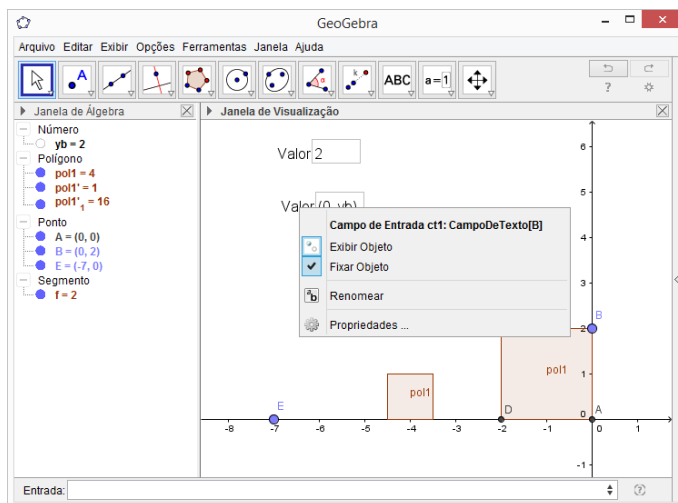 GeoGebra
Arquivo Editar Exibir Opções Ferramentas Janela Ajuda
A
k
ABC
a=1
?
Janela de Álgebra
Número
yb = 2
Polígono
pol1 = 4
pol1' = 1
pol1'₁ = 16
Ponto
A = (0, 0)
B = (0, 2)
E = (-7, 0)
Segmento
f = 2
Janela de Visualização
Valor 2
Valor (0, yb)
Campo de Entrada ct1: CampoDeTexto[B]
Exibir Objeto
Fixar Objeto
ab Renomear
Propriedades ...
6
5
4
3
2
1
0
-1
B
pol1
pol1
E
D
A
-8 -7 -6 -5 -4 -3 -2 -1 0 1
Entrada:
?